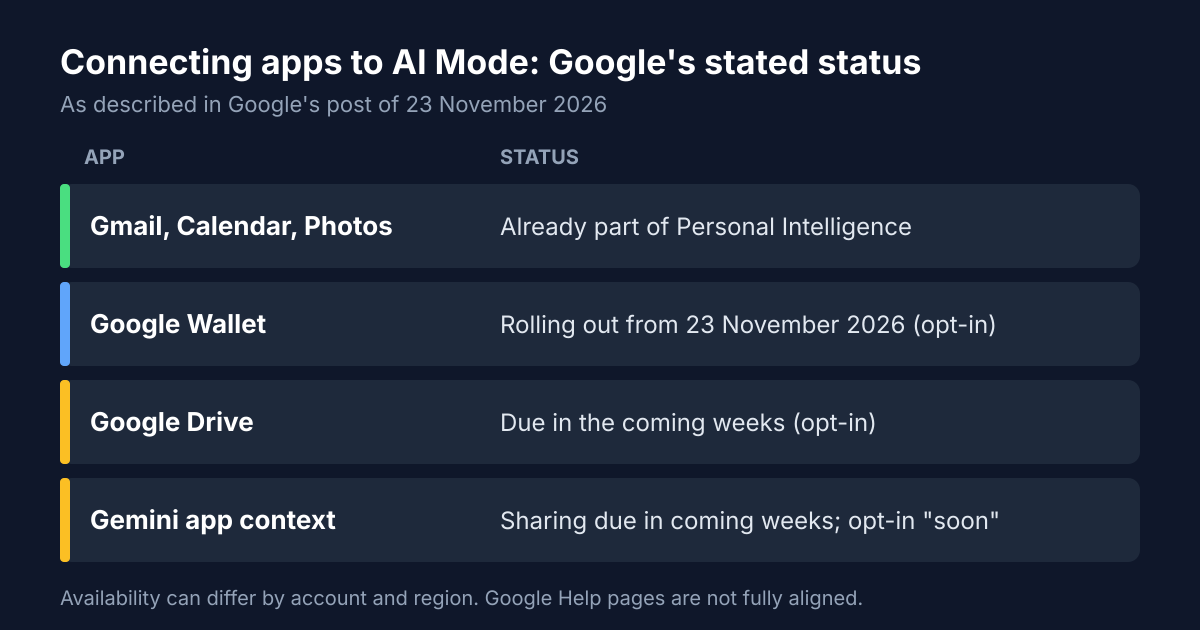 Connecting apps to AI Mode: Google's stated status
As described in Google's post of 23 November 2026
APP STATUS
Gmail, Calendar, Photos Already part of Personal Intelligence
Google Wallet Rolling out from 23 November 2026 (opt-in)
Google Drive Due in the coming weeks (opt-in)
Gemini app context Sharing due in coming weeks; opt-in "soon"
Availability can differ by account and region. Google Help pages are not fully aligned.